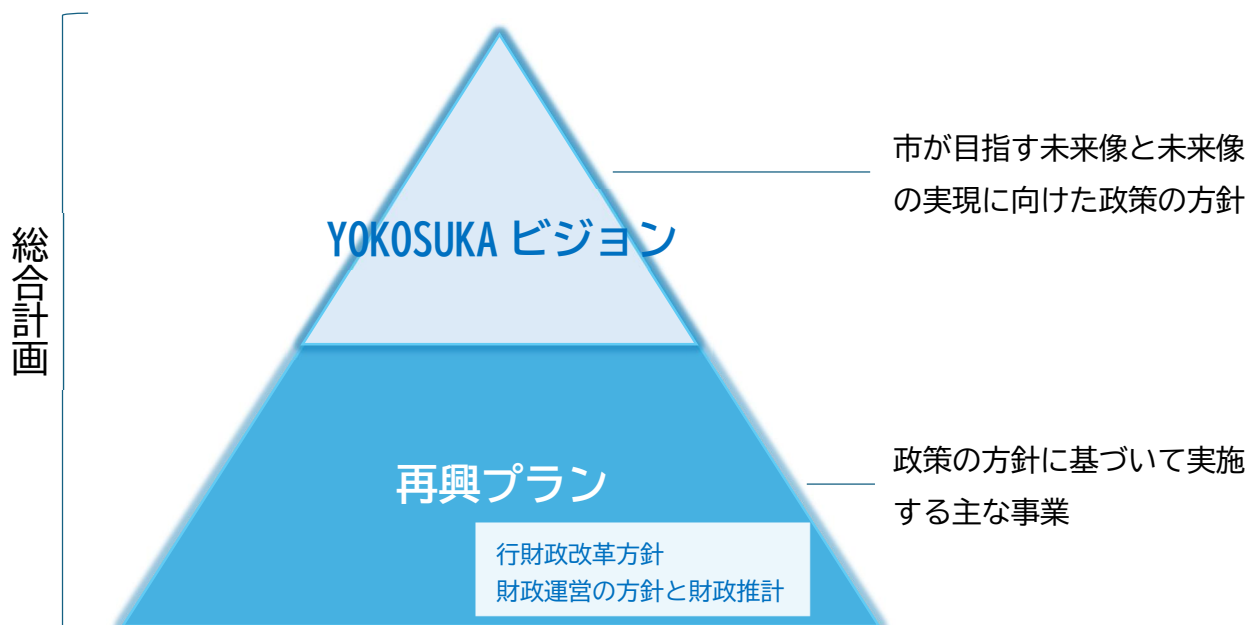 総合計画
YOKOSUKA ビジョン
市が目指す未来像と未来像
の実現に向けた政策の方針
再興プラン
行財政改革方針
財政運営の方針と財政推計
政策の方針に基づいて実施
する主な事業